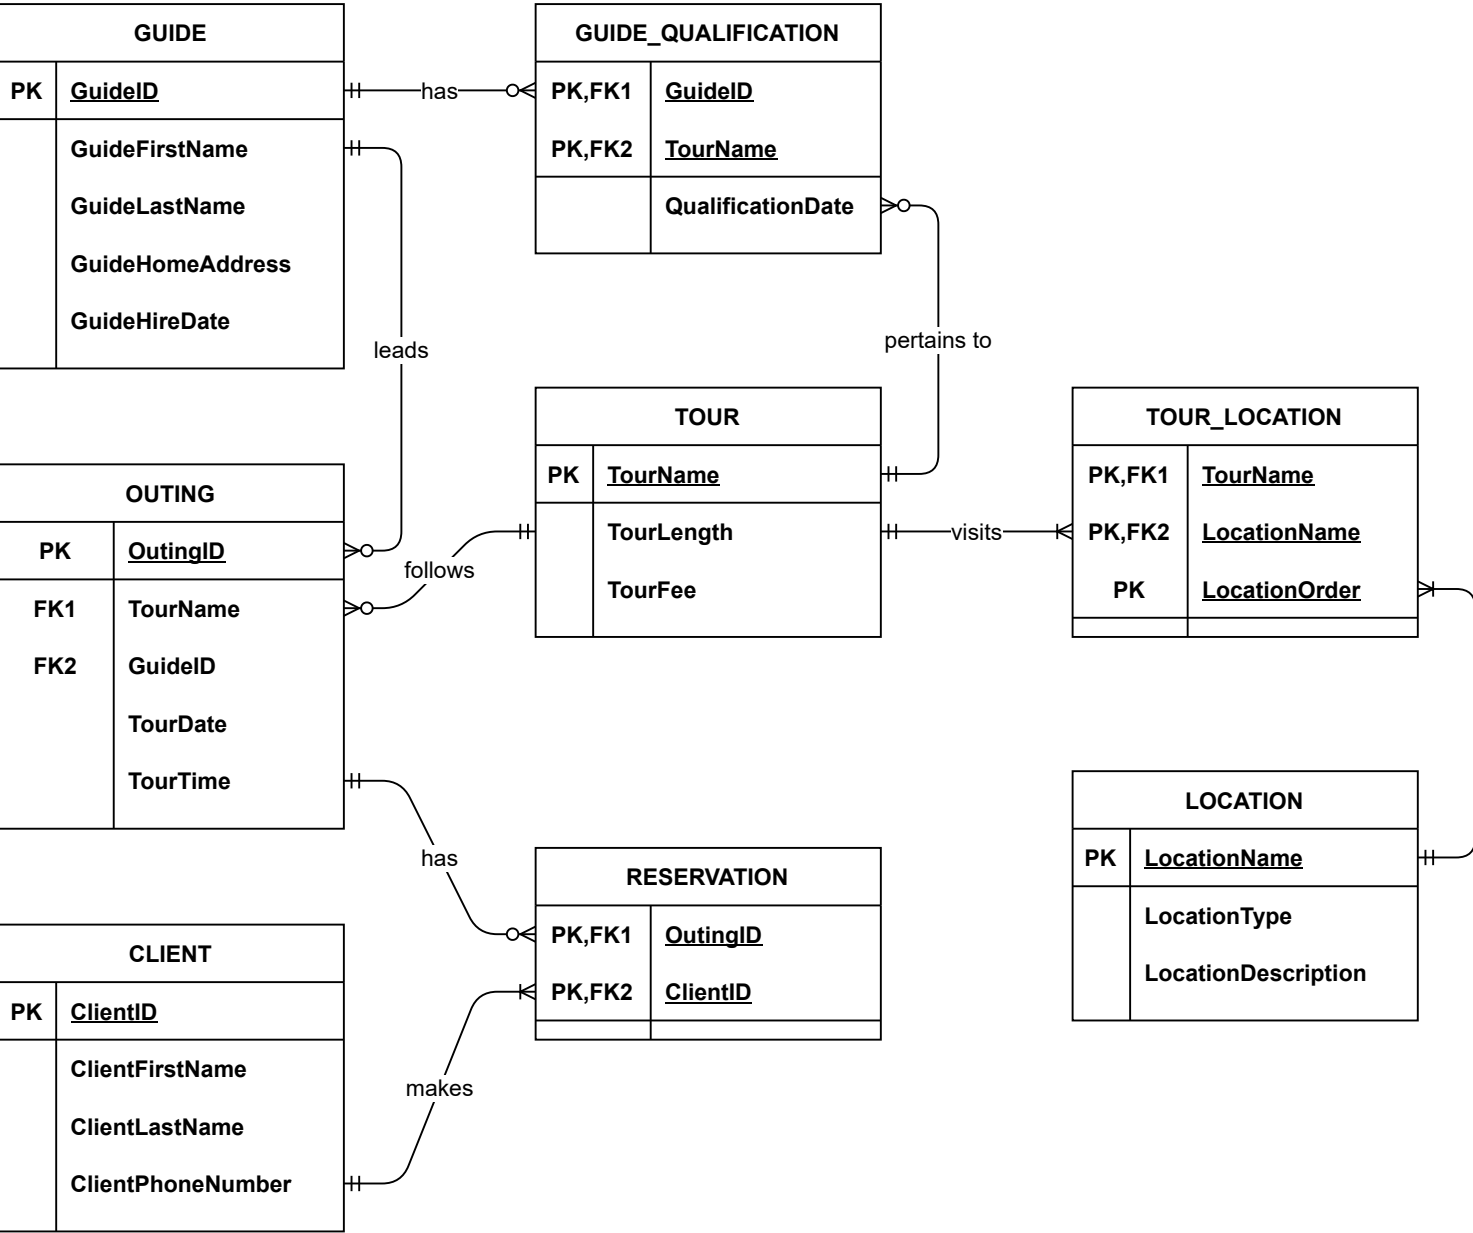 GUIDE
PK GuideID
GuideFirstName
GuideLastName
GuideHomeAddress
GuideHireDate
has
GUIDE_QUALIFICATION
PK,FK1 GuideID
PK,FK2 TourName
QualificationDate
leads
pertains to
OUTING
PK OutingID
FK1 TourName
FK2 GuideID
TourDate
TourTime
follows
TOUR
PK TourName
TourLength
TourFee
visits
TOUR_LOCATION
PK,FK1 TourName
PK,FK2 LocationName
PK LocationOrder
has
LOCATION
PK LocationName
LocationType
LocationDescription
RESERVATION
PK,FK1 OutingID
PK,FK2 ClientID
CLIENT
PK ClientID
ClientFirstName
ClientLastName
ClientPhoneNumber
makes